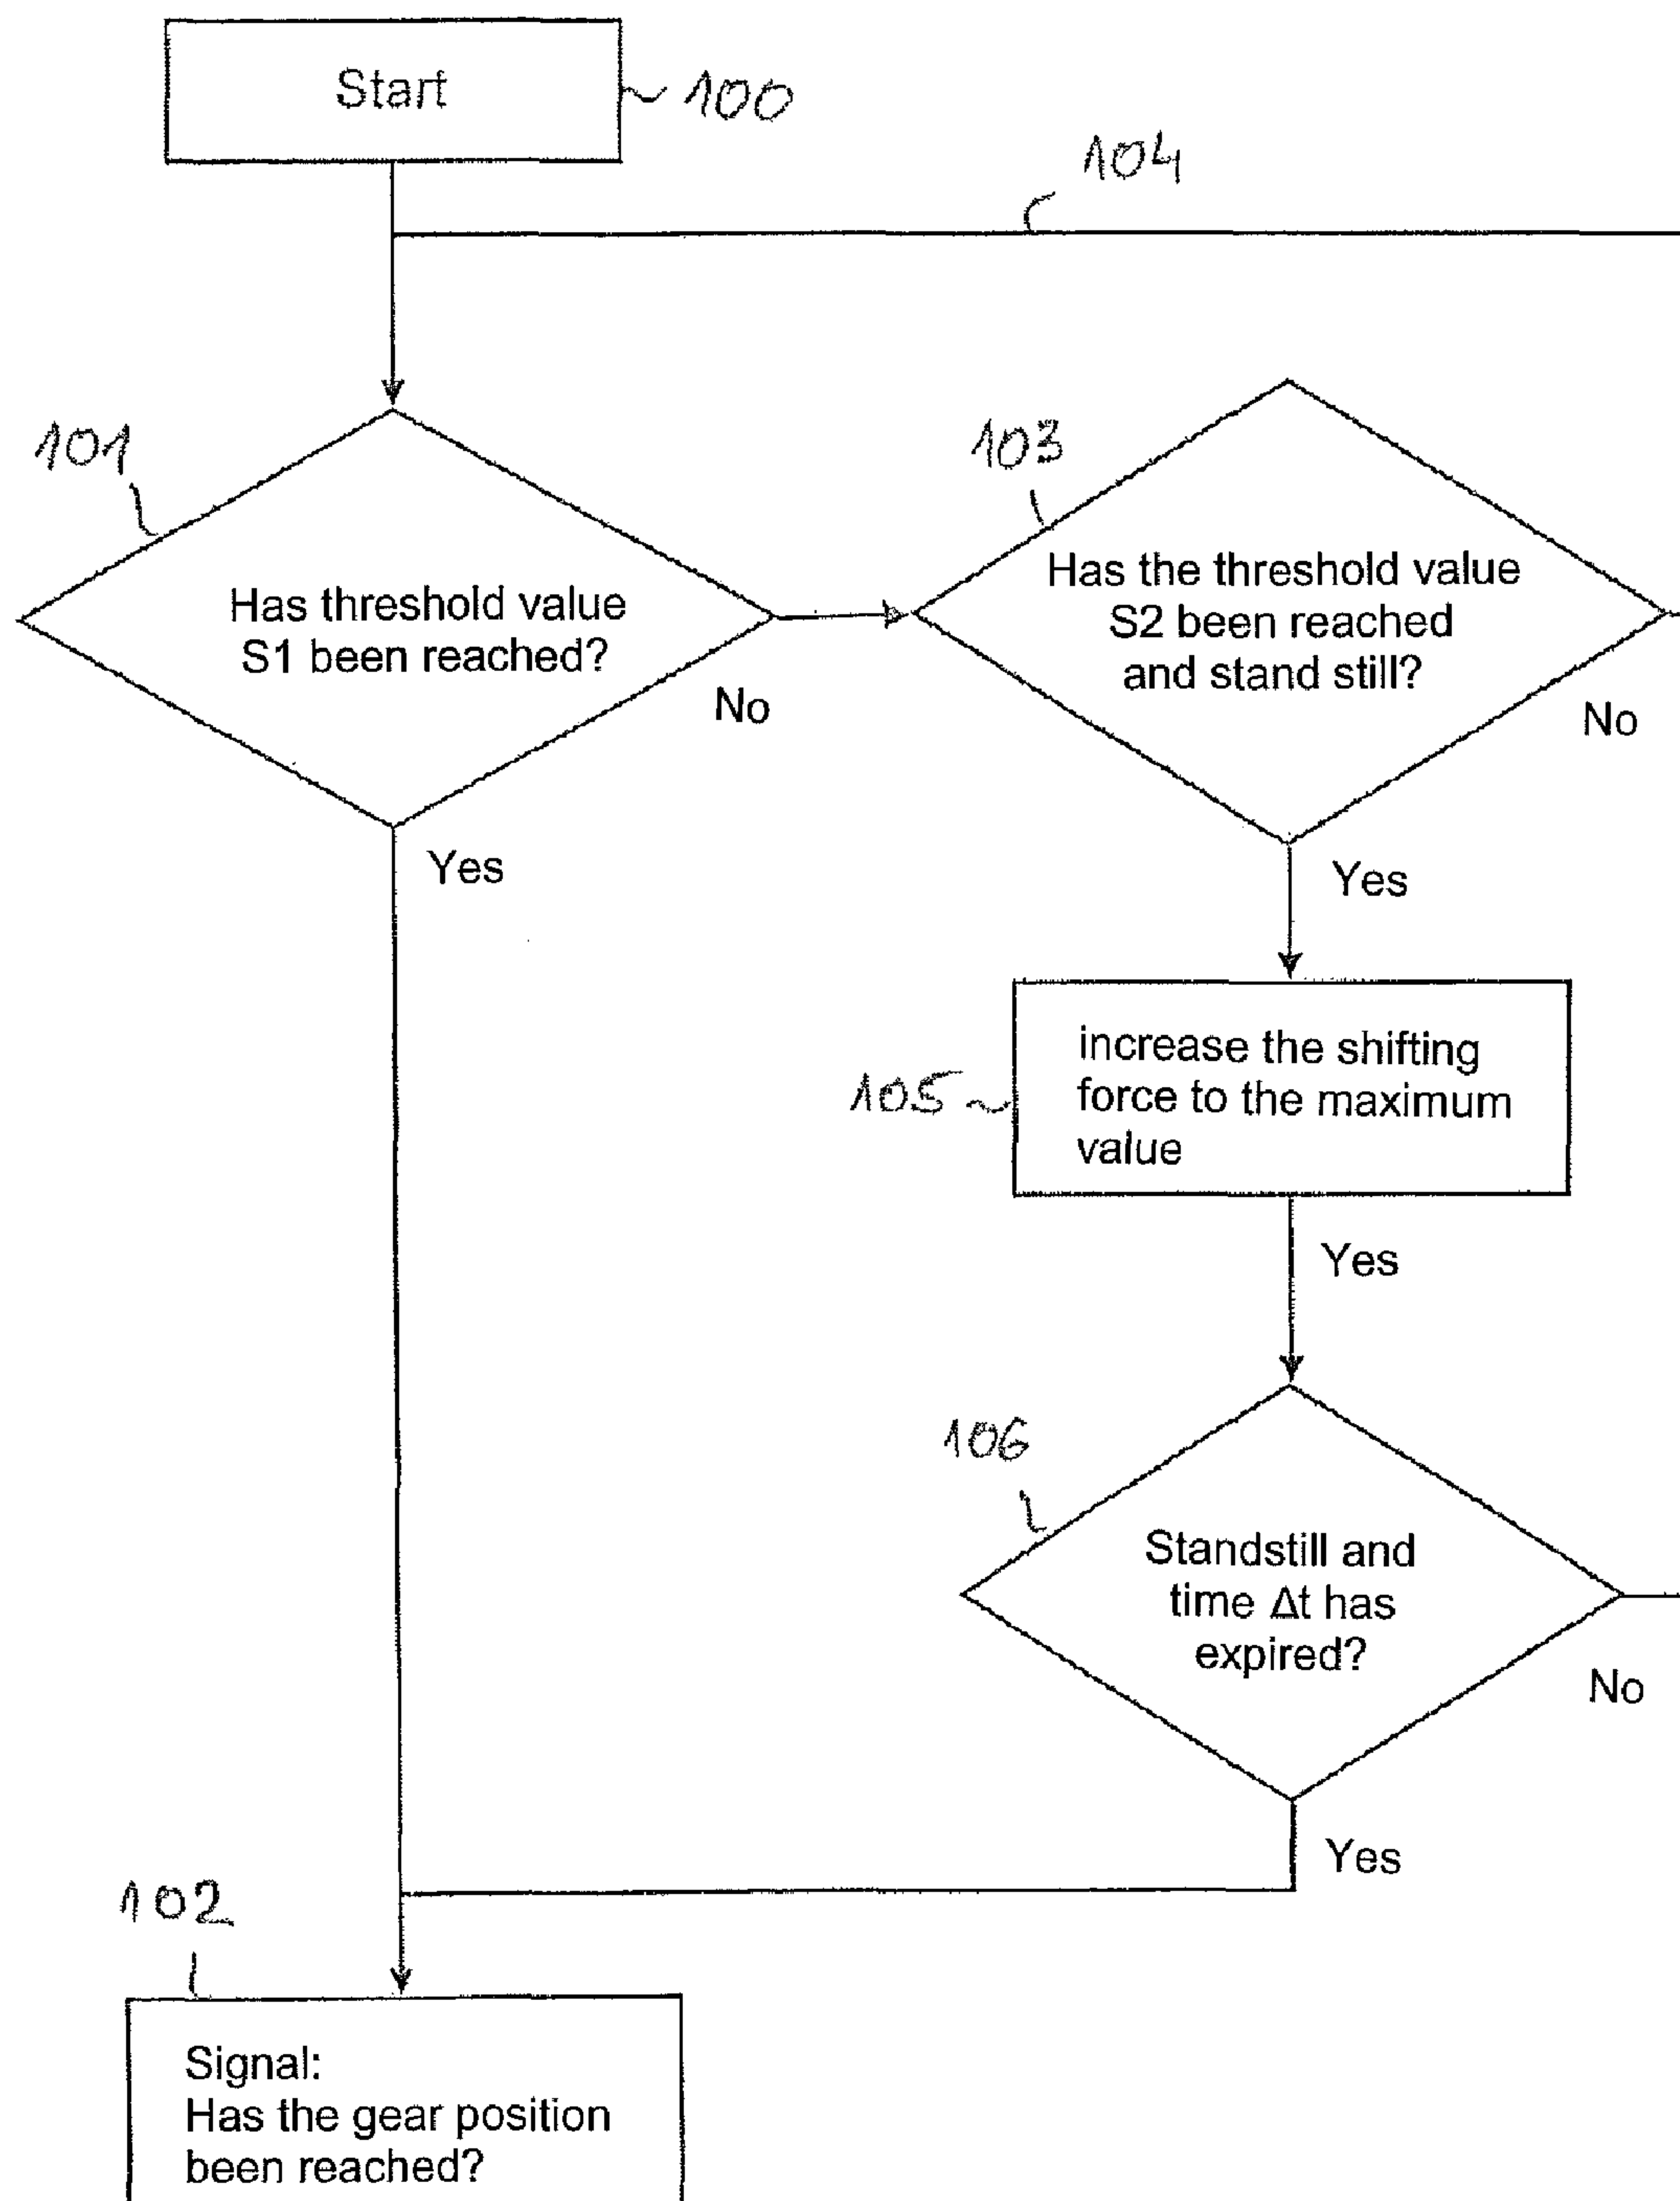 Start
100
104
101
103
Has threshold value
S1 been reached?
Has the threshold value
S2 been reached
and stand still?
No
No
Yes
Yes
increase the shifting
force to the maximum
value
105
Yes
106
Standstill and
time Δt has
expired?
No
Yes
102
Signal:
Has the gear position
been reached?